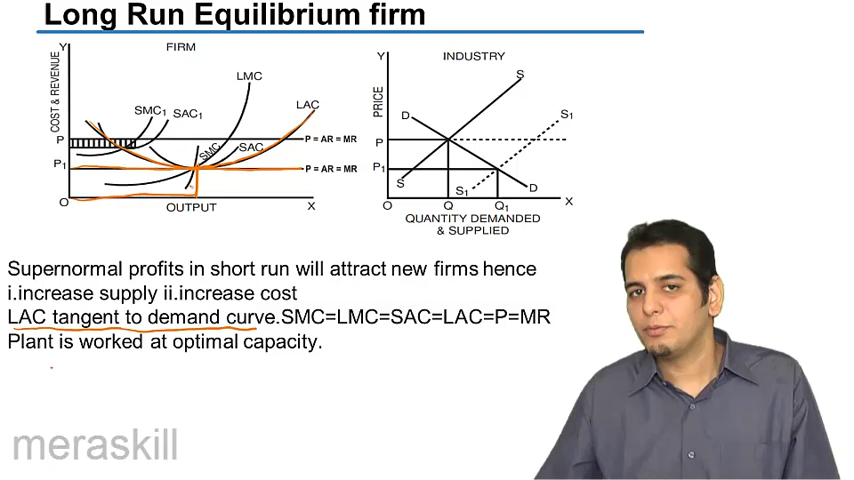 Long Run Equilibrium firm
Y
FIRM
COST & REVENUE
LMC
LAC
SMC1
SAC1
P
P = AR = MR
SMC
SAC
P1
P = AR = MR
O
OUTPUT
X
Y
INDUSTRY
PRICE
S
D
S1
P
P1
S
S1
D
O
Q
Q1
X
QUANTITY DEMANDED
& SUPPLIED
Supernormal profits in short run will attract new firms hence
i.increase supply ii.increase cost
LAC tangent to demand curve.SMC=LMC=SAC=LAC=P=MR
Plant is worked at optimal capacity.
meraskill